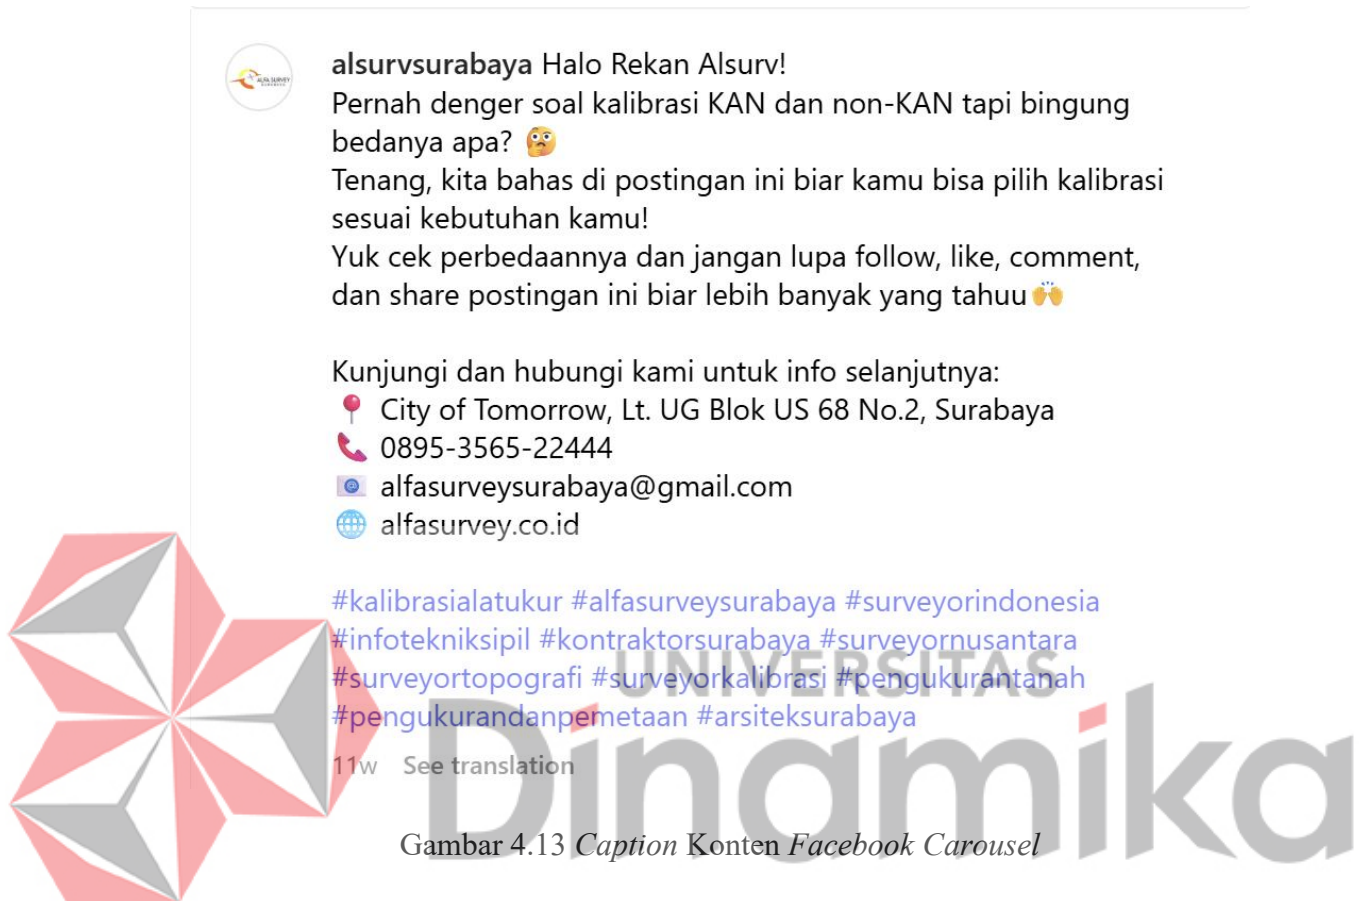 alsurvsurabaya Halo Rekan Alsurv!
Pernah denger soal kalibrasi KAN dan non-KAN tapi bingung
bedanya apa? 🤔
Tenang, kita bahas di postingan ini biar kamu bisa pilih kalibrasi
sesuai kebutuhan kamu!
Yuk cek perbedaannya dan jangan lupa follow, like, comment,
dan share postingan ini biar lebih banyak yang tahuu🙌
Kunjungi dan hubungi kami untuk info selanjutnya:
📍 City of Tomorrow, Lt. UG Blok US 68 No.2, Surabaya
📞 0895-3565-22444
📧 alfasurveysurabaya@gmail.com
🌐 alfasurvey.co.id
#kalibrasialatukur #alfasurveysurabaya #surveyorindonesia
#infotekniksipil #kontraktorsurabaya #surveyornusantara
#surveyortopografi #surveyorkalibrasi #pengukurantanah
#pengukurandanpemetaan #arsiteksurabaya
11w See translation
Gambar 4.13 Caption Konten Facebook Carousel
UNIVERSITAS
Dinamika
ALFA SURVEY
SURABAYA